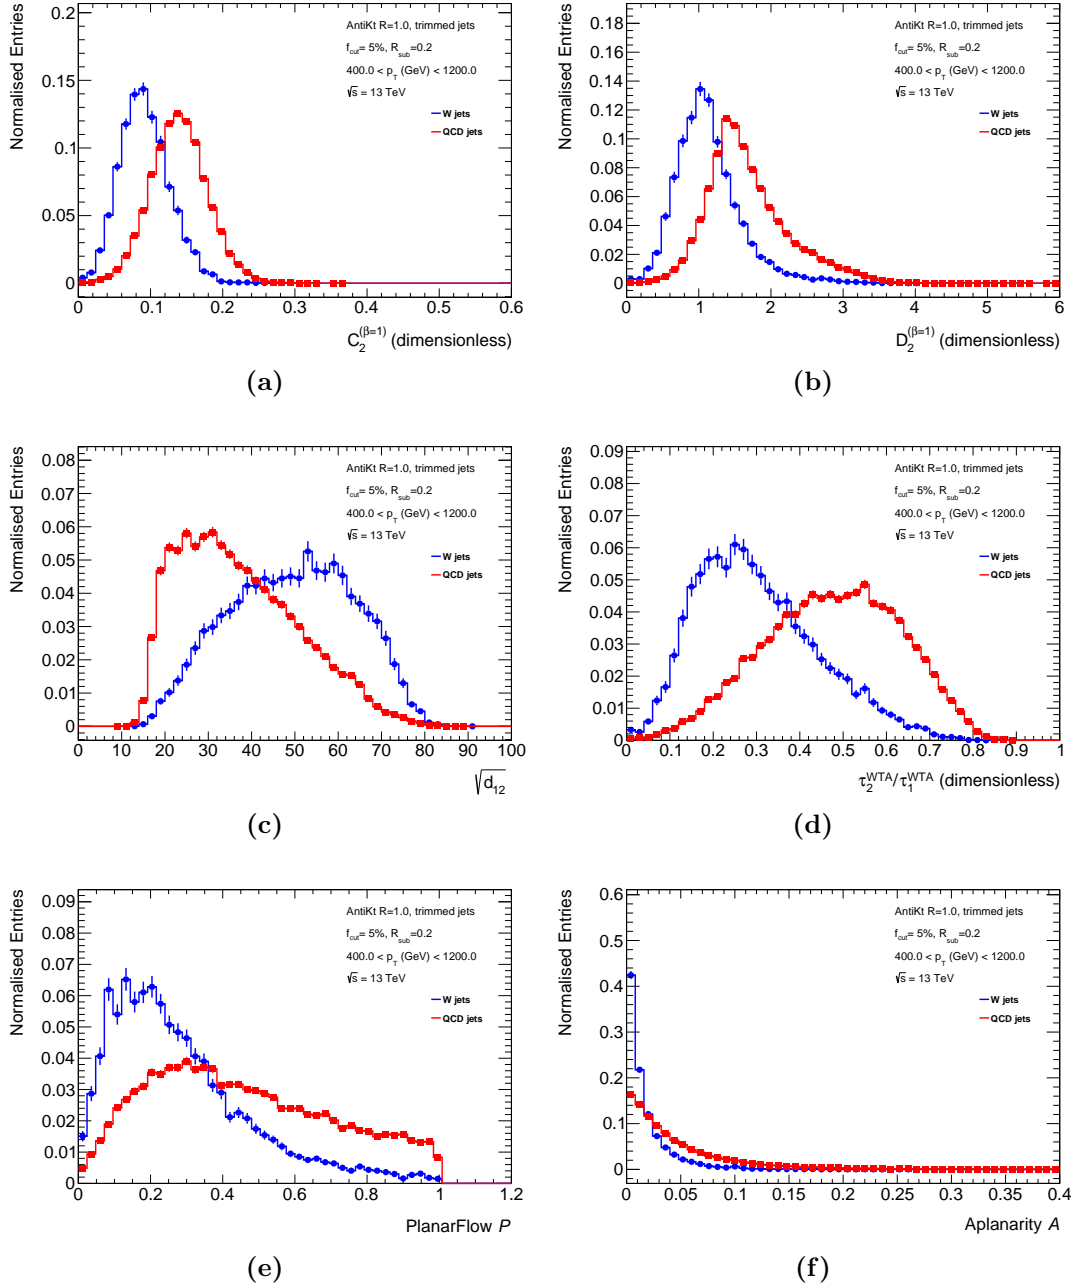 Normalised Entries
0.2
0.15
0.1
0.05
0
AntiKt R=1.0, trimmed jets
f_cut= 5%, R_sub=0.2
400.0 < p_T (GeV) < 1200.0
√s = 13 TeV
W jets
QCD jets
0 0.1 0.2 0.3 0.4 0.5 0.6
C_2^(β=1) (dimensionless)
(a)
Normalised Entries
0.18
0.16
0.14
0.12
0.1
0.08
0.06
0.04
0.02
0
AntiKt R=1.0, trimmed jets
f_cut= 5%, R_sub=0.2
400.0 < p_T (GeV) < 1200.0
√s = 13 TeV
W jets
QCD jets
0 1 2 3 4 5 6
D_2^(β=1) (dimensionless)
(b)
Normalised Entries
0.08
0.07
0.06
0.05
0.04
0.03
0.02
0.01
0
AntiKt R=1.0, trimmed jets
f_cut= 5%, R_sub=0.2
400.0 < p_T (GeV) < 1200.0
√s = 13 TeV
W jets
QCD jets
0 10 20 30 40 50 60 70 80 90 100
√d_12
(c)
Normalised Entries
0.09
0.08
0.07
0.06
0.05
0.04
0.03
0.02
0.01
0
AntiKt R=1.0, trimmed jets
f_cut= 5%, R_sub=0.2
400.0 < p_T (GeV) < 1200.0
√s = 13 TeV
W jets
QCD jets
0 0.1 0.2 0.3 0.4 0.5 0.6 0.7 0.8 0.9 1
τ_2^WTA/τ_1^WTA (dimensionless)
(d)
Normalised Entries
0.09
0.08
0.07
0.06
0.05
0.04
0.03
0.02
0.01
0
AntiKt R=1.0, trimmed jets
f_cut= 5%, R_sub=0.2
400.0 < p_T (GeV) < 1200.0
√s = 13 TeV
W jets
QCD jets
0 0.2 0.4 0.6 0.8 1 1.2
PlanarFlow P
(e)
Normalised Entries
0.6
0.5
0.4
0.3
0.2
0.1
0
AntiKt R=1.0, trimmed jets
f_cut= 5%, R_sub=0.2
400.0 < p_T (GeV) < 1200.0
√s = 13 TeV
W jets
QCD jets
0 0.05 0.1 0.15 0.2 0.25 0.3 0.35 0.4
Aplanarity A
(f)